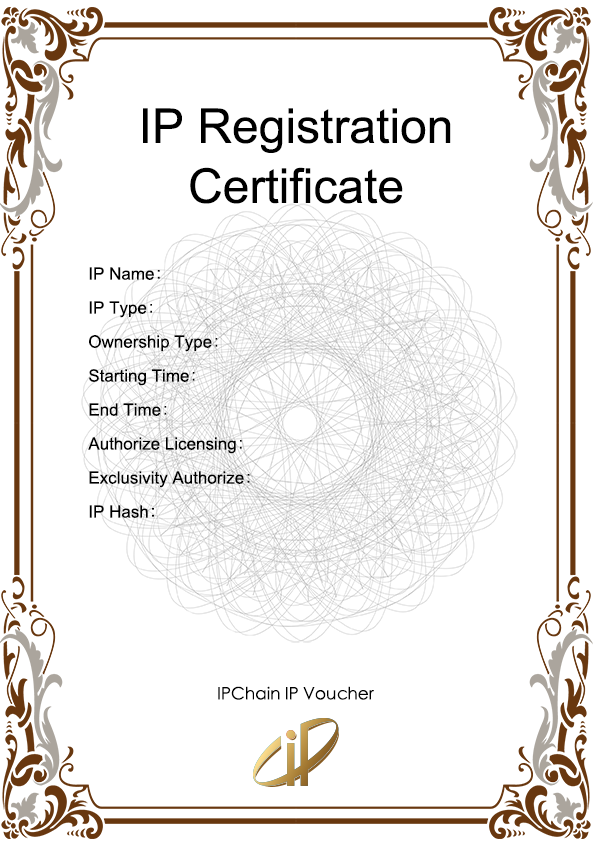 IP Registration
Certificate
IP Name：
IP Type：
Ownership Type：
Starting Time：
End Time：
Authorize Licensing：
Exclusivity Authorize：
IP Hash：
IPChain IP Voucher
iP